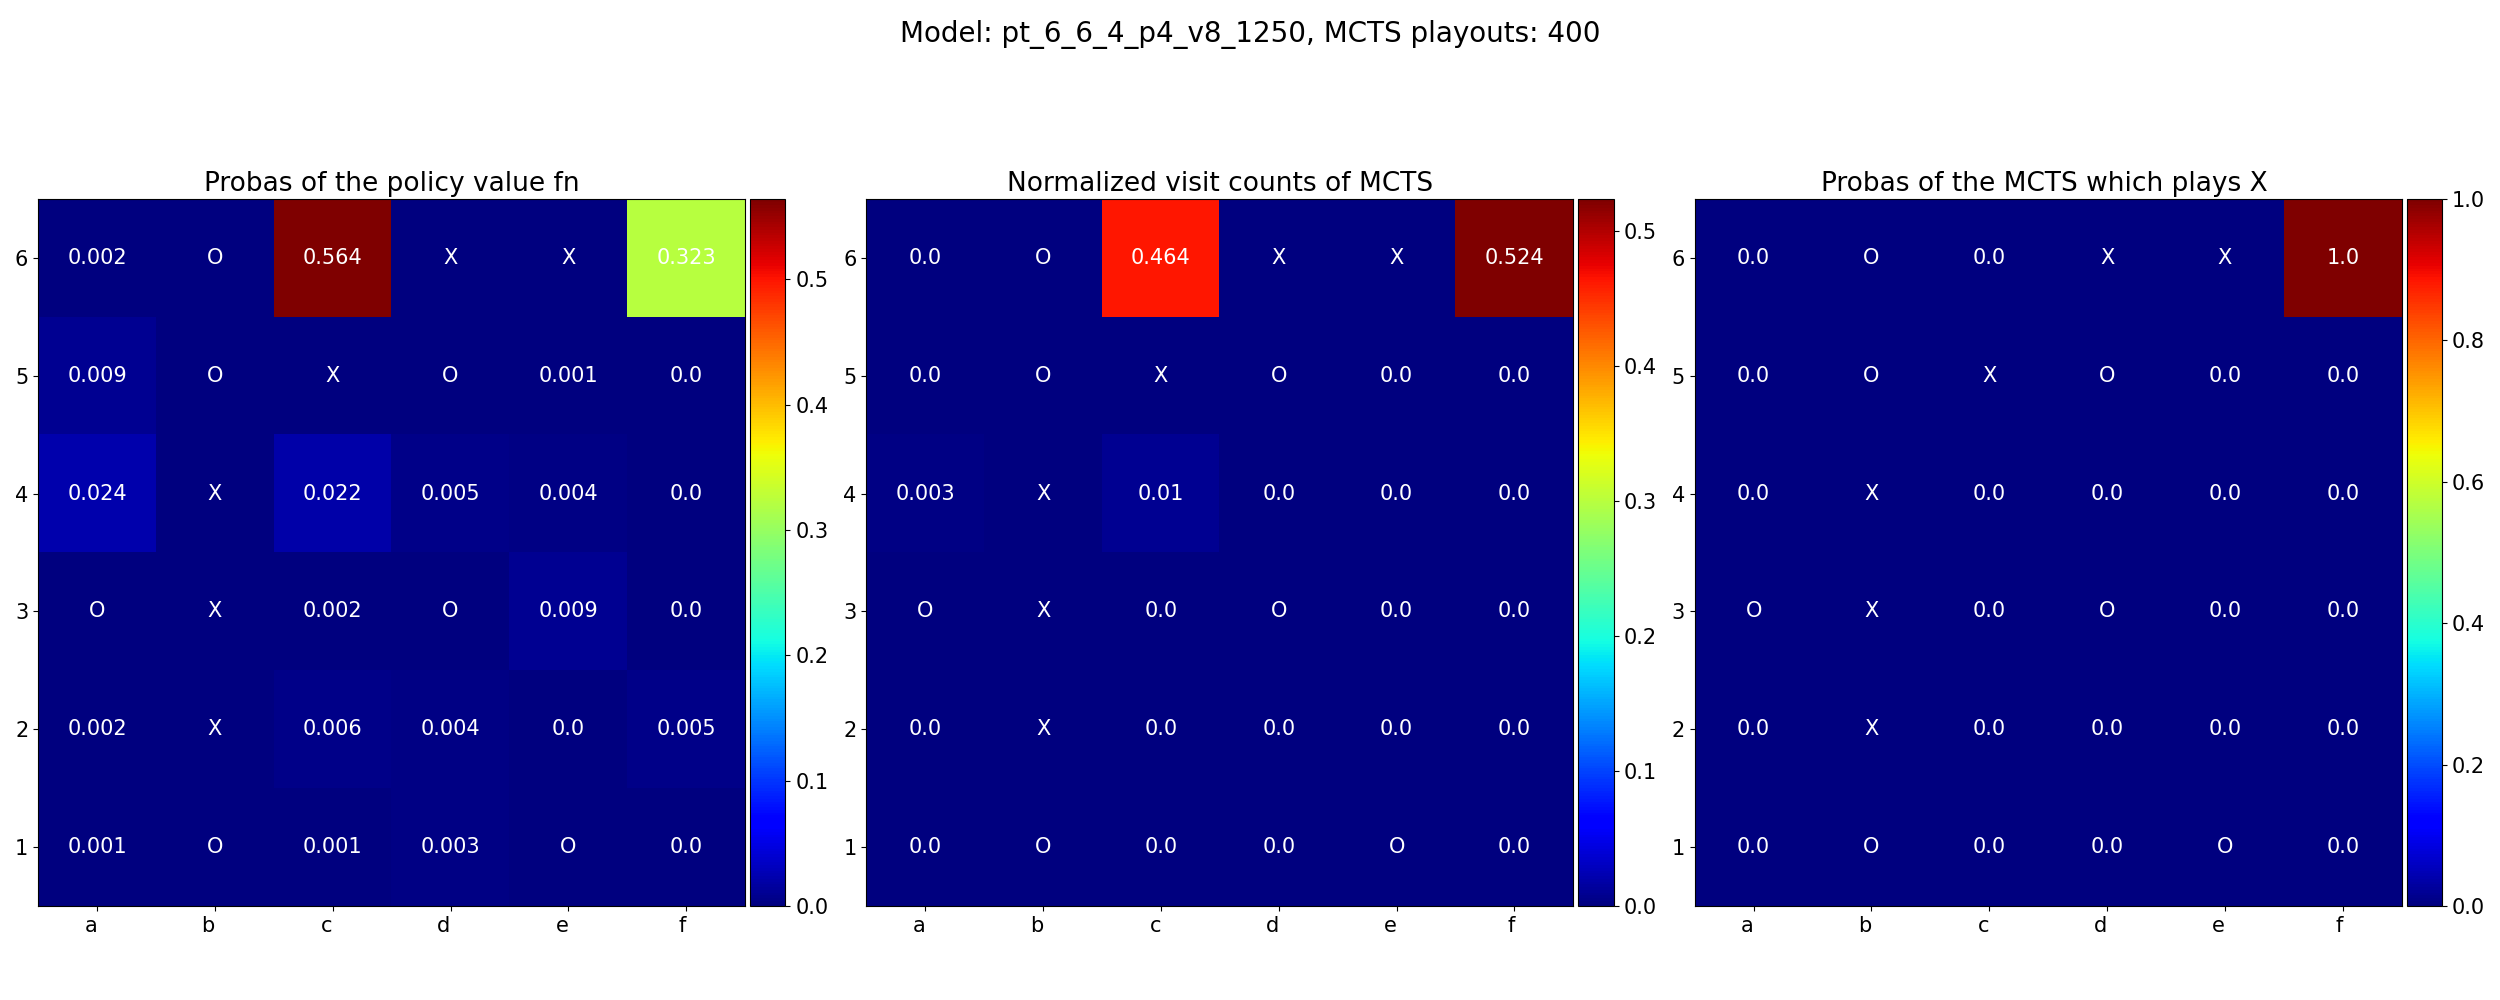 Model: pt_6_6_4_p4_v8_1250, MCTS playouts: 400
Probas of the policy value fn
6 0.002 O 0.564 X X 0.323
5 0.009 O X O 0.001 0.0
4 0.024 X 0.022 0.005 0.004 0.0
3 O X 0.002 O 0.009 0.0
2 0.002 X 0.006 0.004 0.0 0.005
1 0.001 O 0.001 0.003 O 0.0
a b c d e f
0.5
0.4
0.3
0.2
0.1
0.0
Normalized visit counts of MCTS
6 0.0 O 0.464 X X 0.524
5 0.0 O X O 0.0 0.0
4 0.003 X 0.01 0.0 0.0 0.0
3 O X 0.0 O 0.0 0.0
2 0.0 X 0.0 0.0 0.0 0.0
1 0.0 O 0.0 0.0 O 0.0
a b c d e f
0.5
0.4
0.3
0.2
0.1
0.0
Probas of the MCTS which plays X
6 0.0 O 0.0 X X 1.0
5 0.0 O X O 0.0 0.0
4 0.0 X 0.0 0.0 0.0 0.0
3 O X 0.0 O 0.0 0.0
2 0.0 X 0.0 0.0 0.0 0.0
1 0.0 O 0.0 0.0 O 0.0
a b c d e f
1.0
0.8
0.6
0.4
0.2
0.0